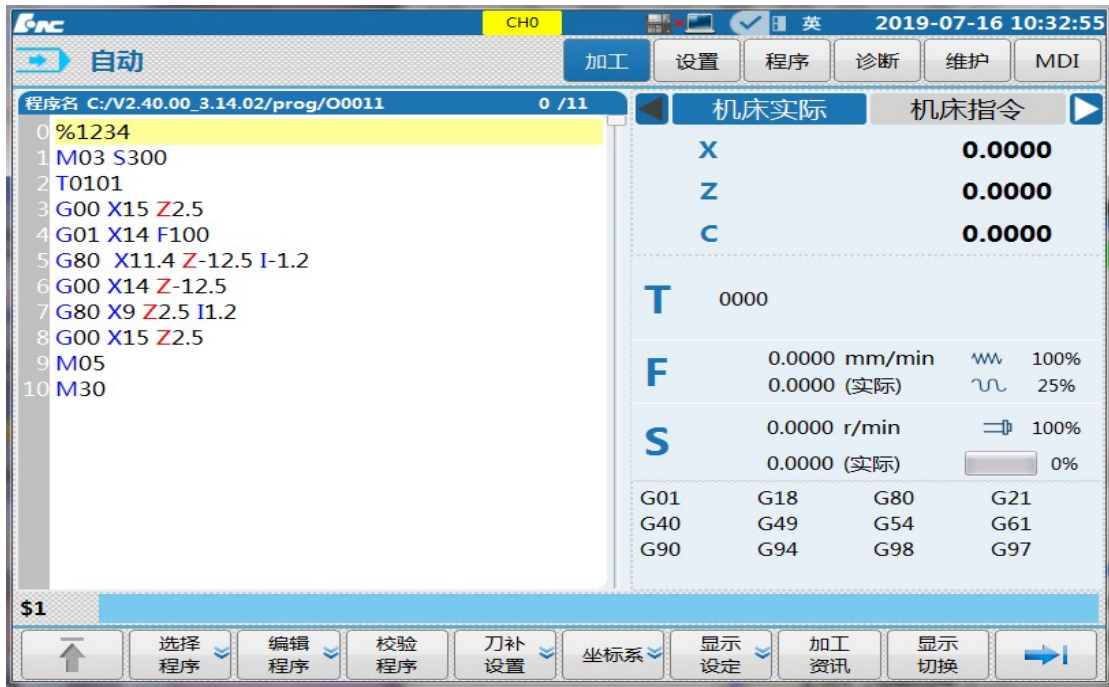 HNC CH0 英 2019-07-16 10:32:55
自动 加工 设置 程序 诊断 维护 MDI
程序名 C:/V2.40.00_3.14.02/prog/O0011 0 /11
机床实际 机床指令
0 %1234
1 M03 S300
2 T0101
3 G00 X15 Z2.5
4 G01 X14 F100
5 G80  X11.4 Z-12.5 I-1.2
6 G00 X14 Z-12.5
7 G80 X9 Z2.5 I1.2
8 G00 X15 Z2.5
9 M05
10 M30
X 0.0000
Z 0.0000
C 0.0000
T 0000
F 0.0000 mm/min 100%
0.0000 (实际) 25%
S 0.0000 r/min 100%
0.0000 (实际) 0%
G01 G18 G80 G21
G40 G49 G54 G61
G90 G94 G98 G97
$1
选择程序 编辑程序 校验程序 刀补设置 坐标系 显示设定 加工资讯 显示切换